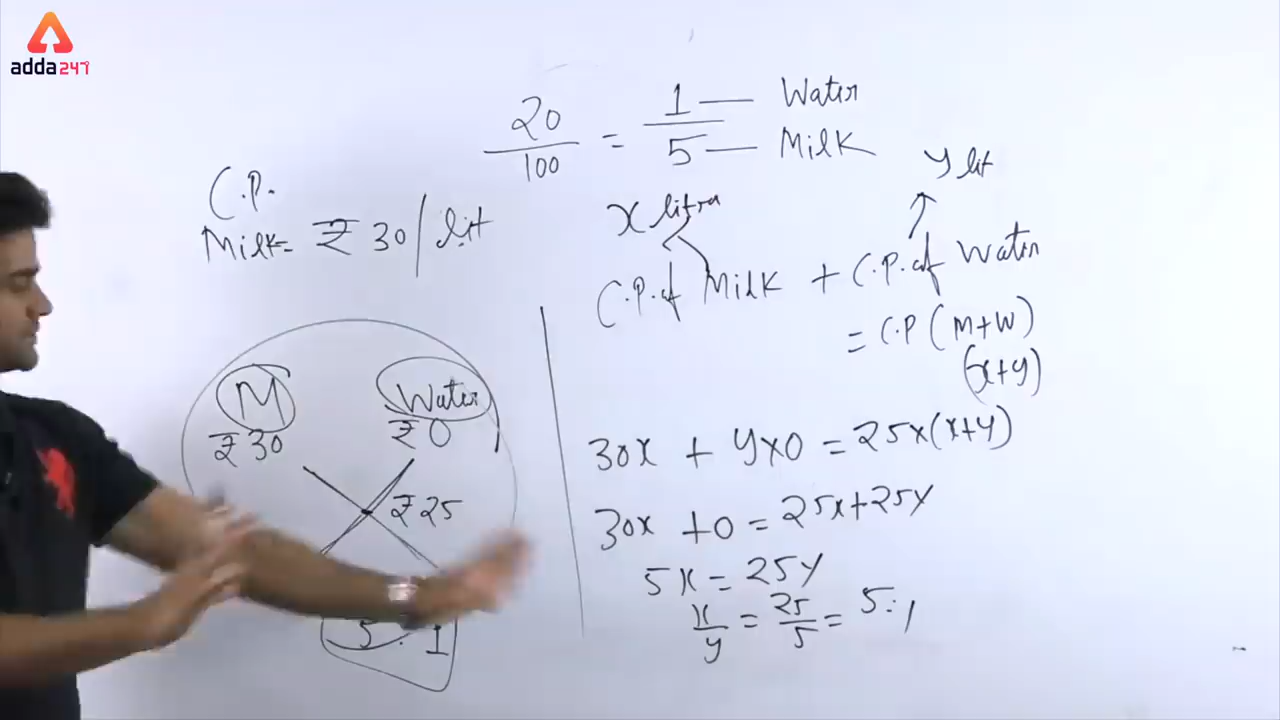 adda247
20/100 = 1/5
Water
Milk
C.P.
Milk = ₹ 30/lit
x litra
y lit
C.P. of Milk + C.P. of Water
= C.P (M+W)
(x+y)
M Water
₹ 30 ₹ 0
₹ 25
5 : 1
30x + y×0 = 25×(x+y)
30x + 0 = 25x+25y
5x = 25y
x/y = 25/5 = 5:1